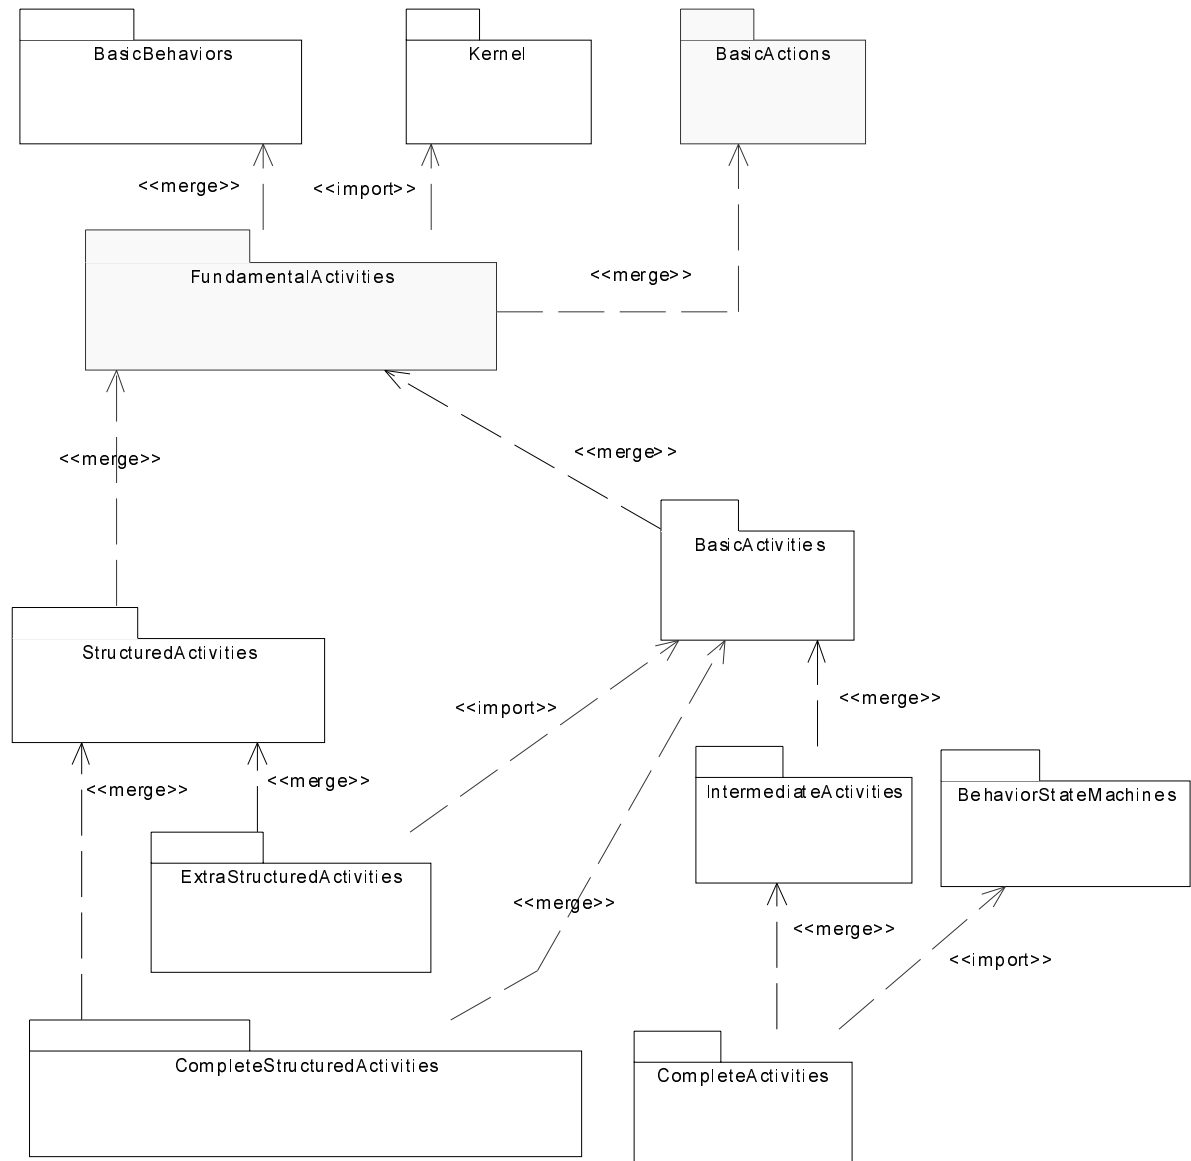 BasicBehaviors
Kernel
BasicActions
<<merge>>
<<import>>
<<merge>>
FundamentalActivities
<<merge>>
<<merge>>
BasicActivities
StructuredActivities
<<import>>
<<merge>>
<<merge>>
<<merge>>
IntermediateActivities
BehaviorStateMachines
ExtraStructuredActivities
<<merge>>
<<merge>>
<<import>>
CompleteStructuredActivities
CompleteActivities